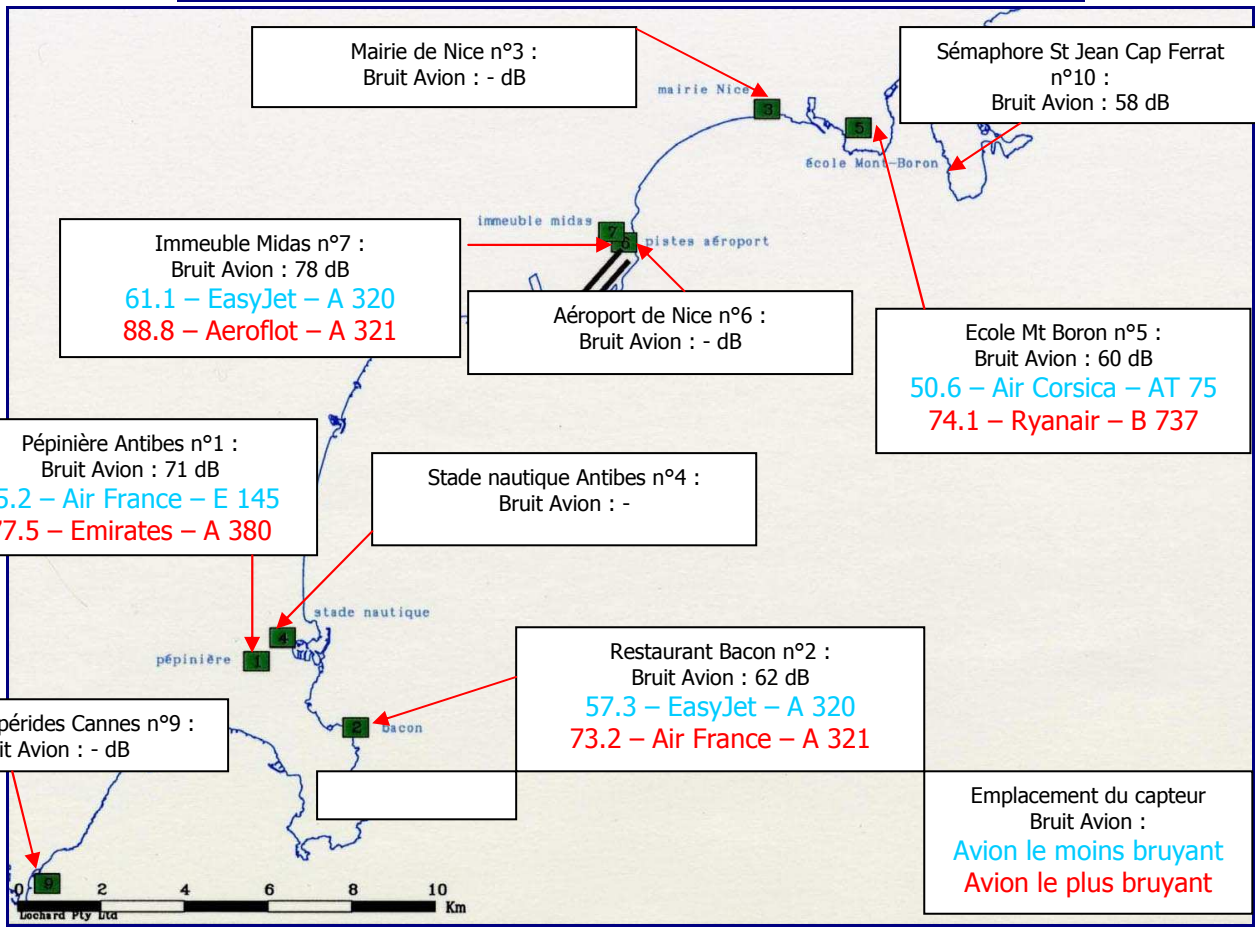 Mairie de Nice n°3 :
Bruit Avion : - dB
Sémaphore St Jean Cap Ferrat
n°10 :
Bruit Avion : 58 dB
mairie Nice
3
5
école Mont-Boron
Immeuble Midas n°7 :
Bruit Avion : 78 dB
61.1 – EasyJet – A 320
88.8 – Aeroflot – A 321
immeuble midas
7
6
pistes aéroport
Aéroport de Nice n°6 :
Bruit Avion : - dB
Ecole Mt Boron n°5 :
Bruit Avion : 60 dB
50.6 – Air Corsica – AT 75
74.1 – Ryanair – B 737
Pépinière Antibes n°1 :
Bruit Avion : 71 dB
5.2 – Air France – E 145
77.5 – Emirates – A 380
Stade nautique Antibes n°4 :
Bruit Avion : -
stade nautique
4
pépinière
1
Restaurant Bacon n°2 :
Bruit Avion : 62 dB
57.3 – EasyJet – A 320
73.2 – Air France – A 321
2
bacon
pérides Cannes n°9 :
it Avion : - dB
Emplacement du capteur
Bruit Avion :
Avion le moins bruyant
Avion le plus bruyant
9
0 2 4 6 8 10
Km
Lochard Pty Ltd